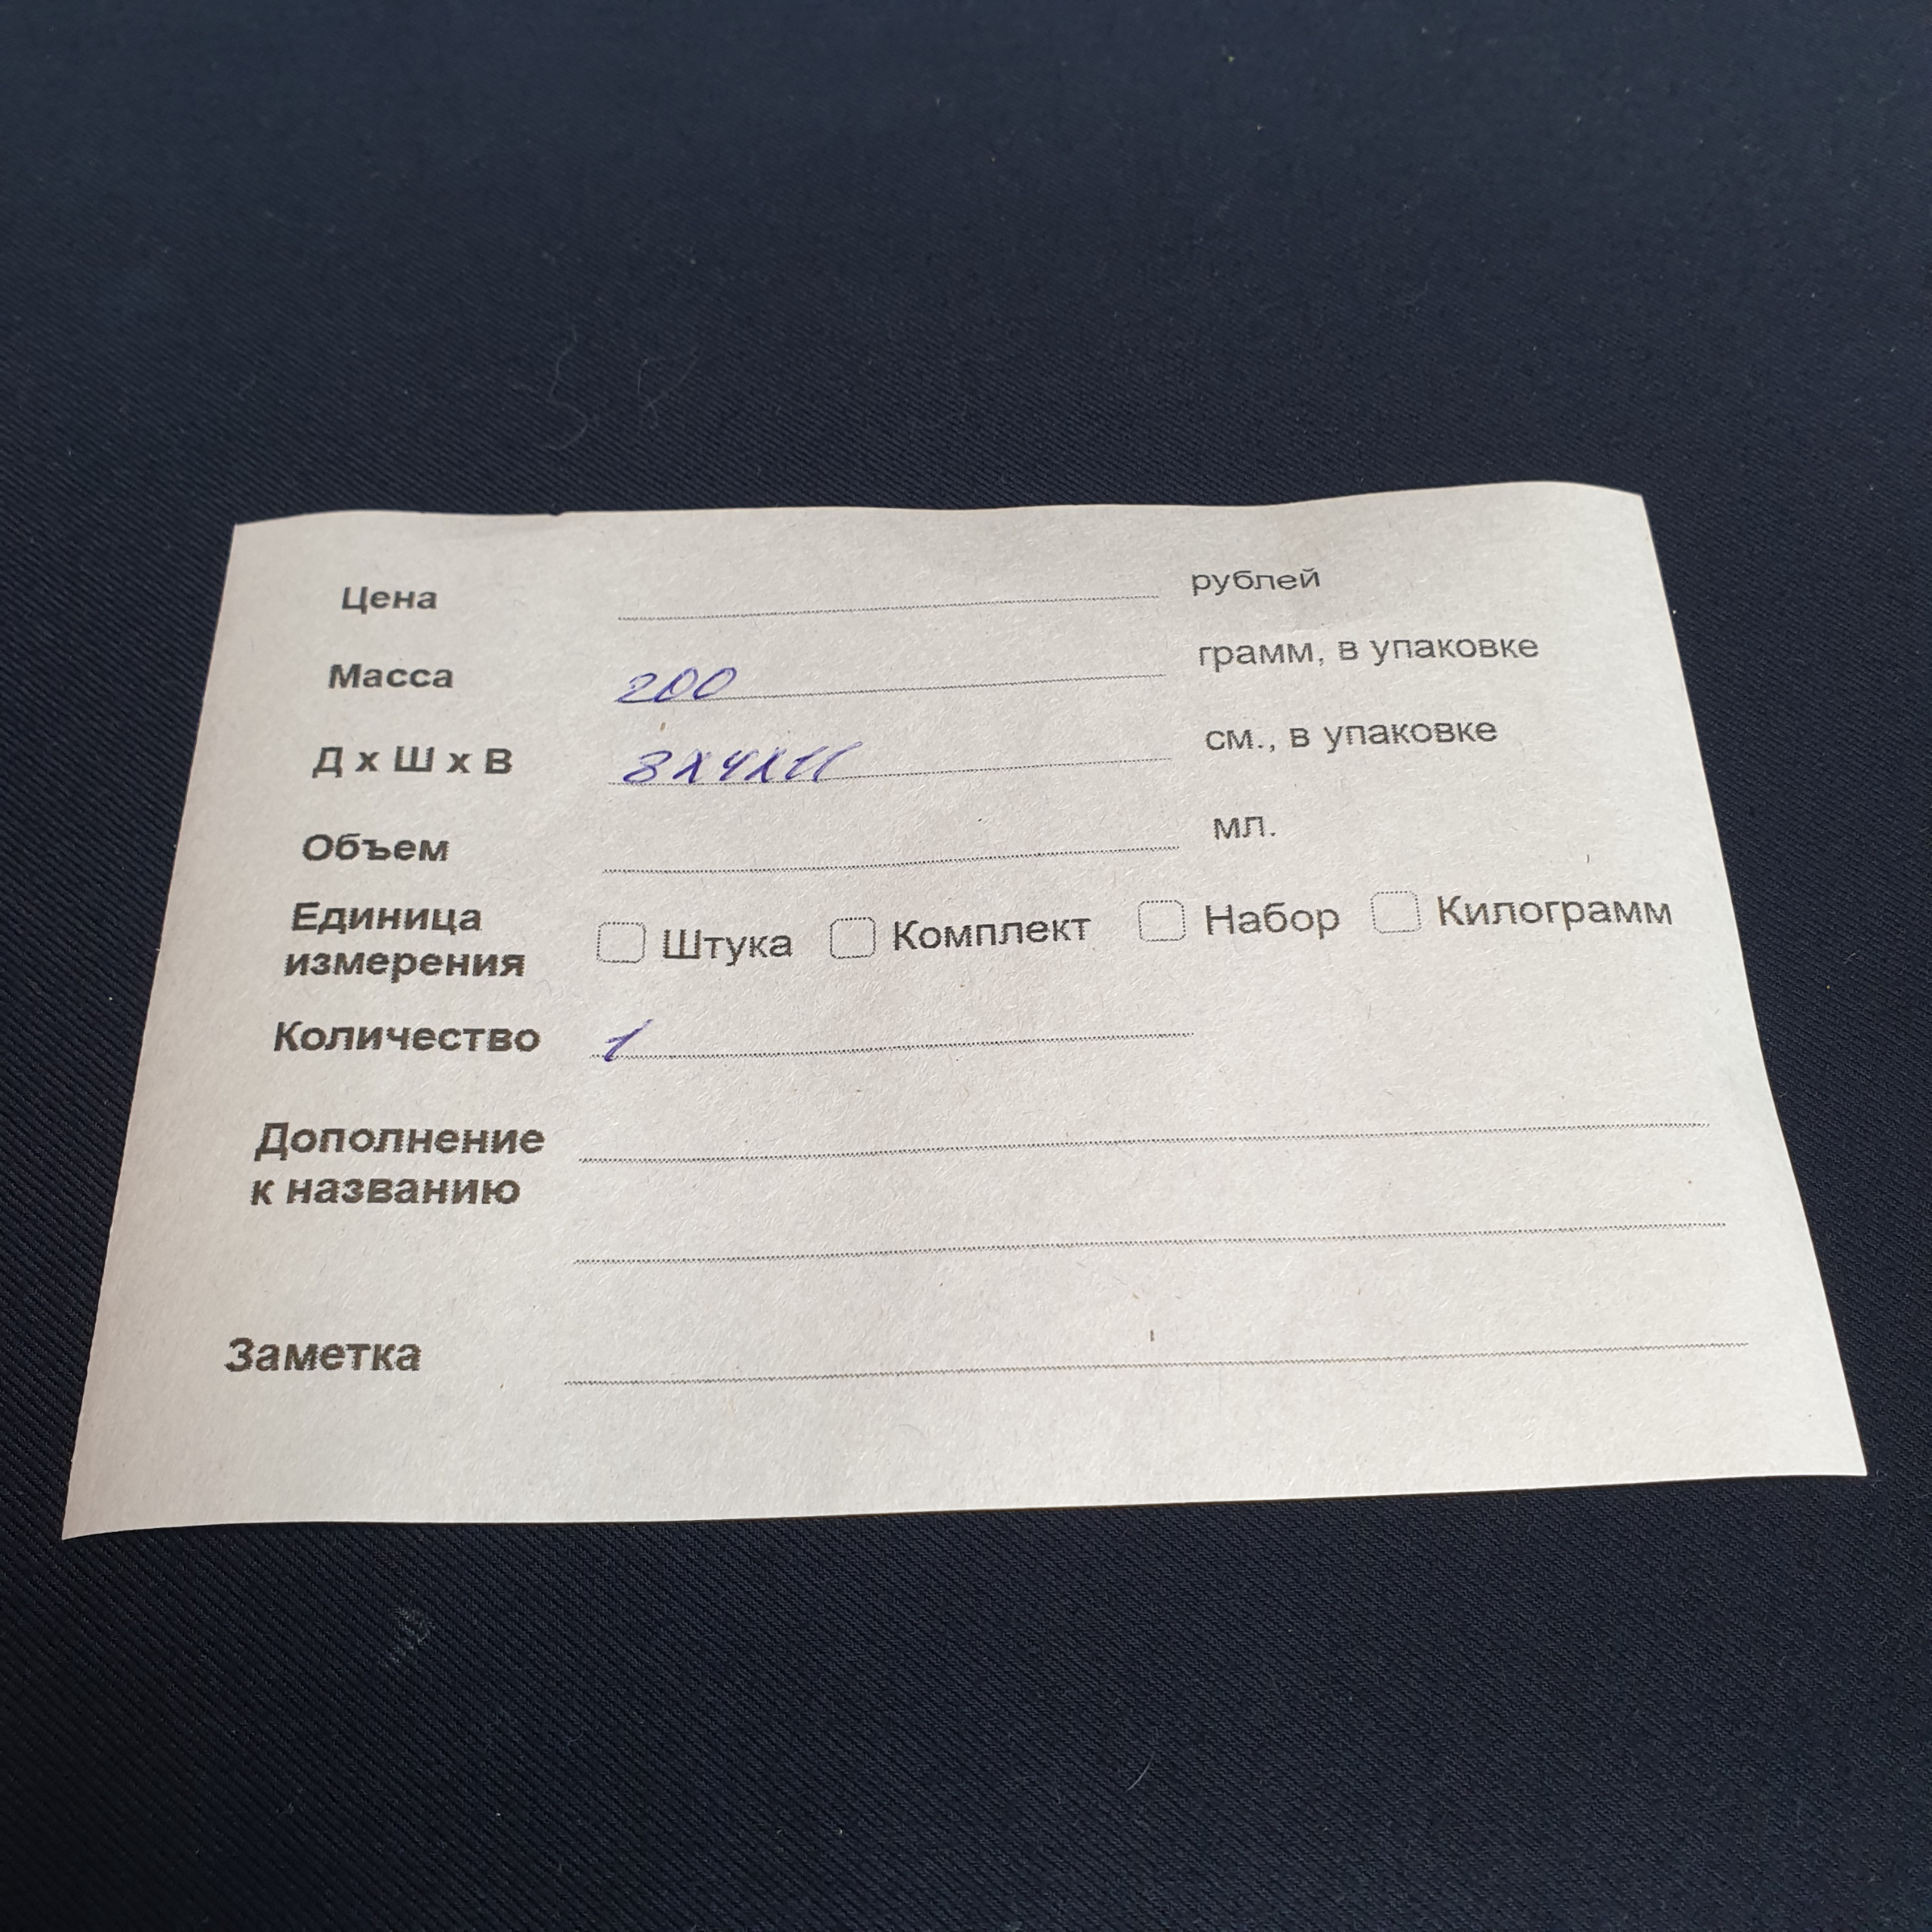 Цена рублей
Масса 200 грамм, в упаковке
Д х Ш х В 8х4х11 см., в упаковке
Объем мл.
Единица измерения Штука Комплект Набор Килограмм
Количество 1
Дополнение
к названию
Заметка